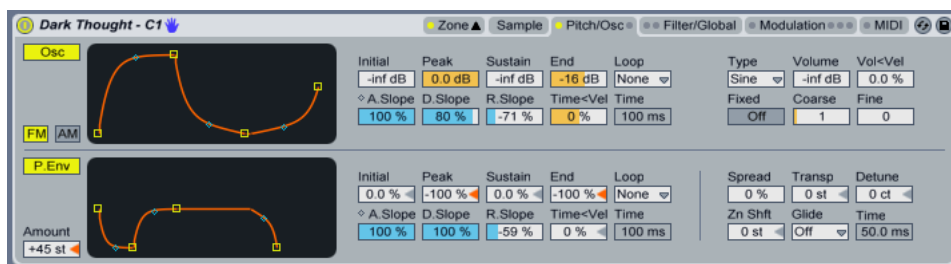 Dark Thought - C1 Zone Sample Pitch/Osc Filter/Global Modulation MIDI
Osc
Initial Peak Sustain End Loop Type Volume Vol<Vel
-inf dB 0.0 dB -inf dB -16 dB None Sine -inf dB 0.0 %
A.Slope D.Slope R.Slope Time<Vel Time Fixed Coarse Fine
FM AM 100 % 80 % -71 % 0 % 100 ms Off 1 0
P.Env
Initial Peak Sustain End Loop Spread Transp Detune
0.0 % -100 % 0.0 % -100 % None 0 % 0 st 0 ct
A.Slope D.Slope R.Slope Time<Vel Time Zn Shft Glide Time
Amount
+45 st 100 % 100 % -59 % 0 % 100 ms 0 st Off 50.0 ms